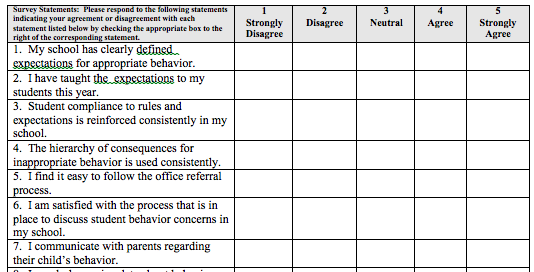 Survey Statements: Please respond to the following statements
indicating your agreement or disagreement with each
statement listed below by checking the appropriate box to the
right of the corresponding statement.
1
Strongly
Disagree
2
Disagree
3
Neutral
4
Agree
5
Strongly
Agree
1. My school has clearly defined
expectations for appropriate behavior.
2. I have taught the expectations to my
students this year.
3. Student compliance to rules and
expectations is reinforced consistently in my
school.
4. The hierarchy of consequences for
inappropriate behavior is used consistently.
5. I find it easy to follow the office referral
process.
6. I am satisfied with the process that is in
place to discuss student behavior concerns in
my school.
7. I communicate with parents regarding
their child's behavior.